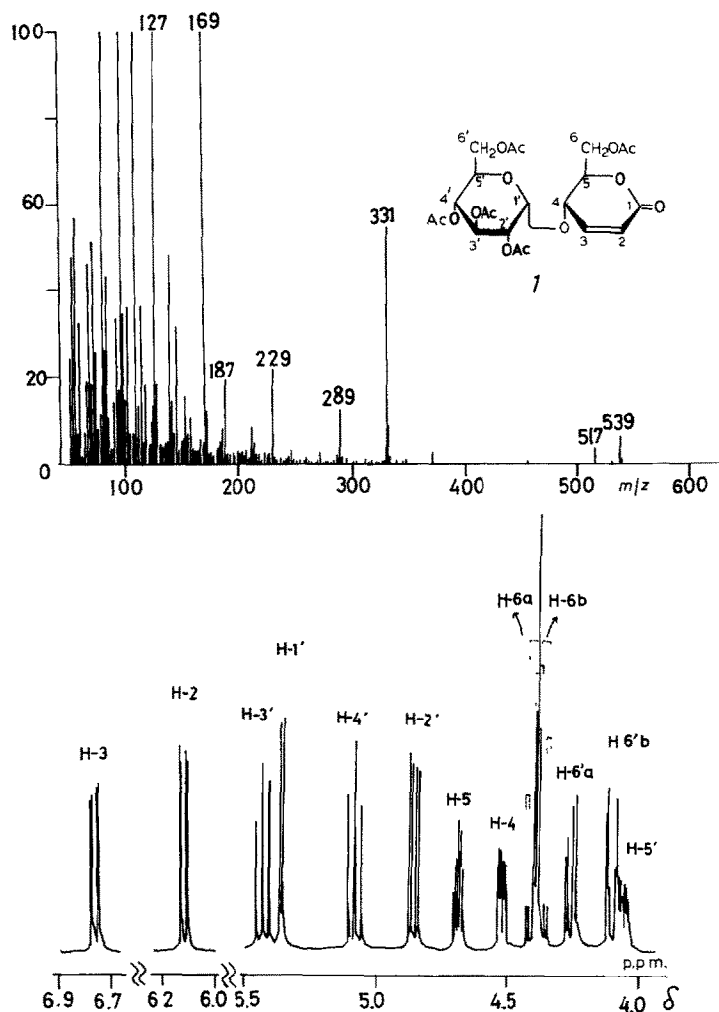 100
60
20
0
127
169
187
229
289
331
517
539
100
200
300
400
500
m/z
600
6'
CH₂OAc
5'
O
4'
AcO
OAc
3'
2'
OAc
1'
O
6
CH₂OAc
5
O
4
1
O
3
2
1
H-3
H-2
H-3'
H-1'
H-4'
H-2'
H-5
H-4
H-6a
H-6b
H-6'a
H6'b
H-5'
p.p.m.
6.9
6.7
6.2
6.0
5.5
5.0
4.5
4.0
δ